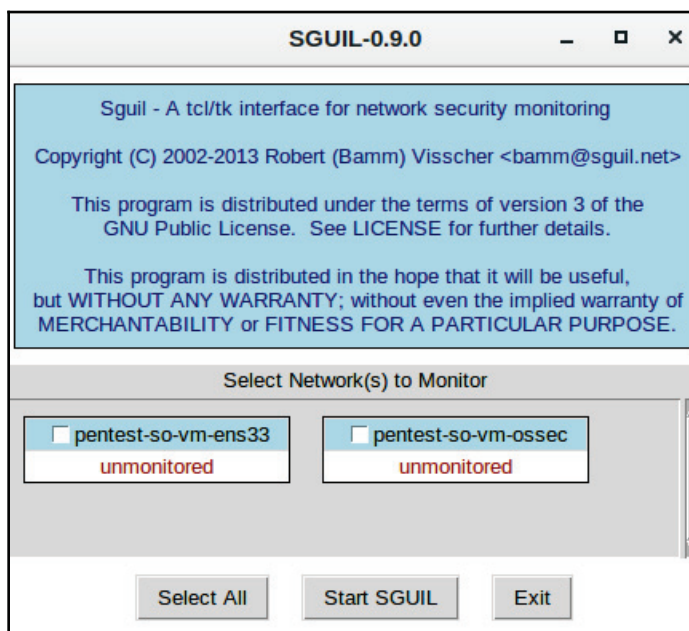 SGUIL-0.9.0
Sguil - A tcl/tk interface for network security monitoring
Copyright (C) 2002-2013 Robert (Bamm) Visscher <bamm@sguil.net>
This program is distributed under the terms of version 3 of the
GNU Public License. See LICENSE for further details.
This program is distributed in the hope that it will be useful,
but WITHOUT ANY WARRANTY; without even the implied warranty of
MERCHANTABILITY or FITNESS FOR A PARTICULAR PURPOSE.
Select Network(s) to Monitor
pentest-so-vm-ens33 pentest-so-vm-ossec
unmonitored unmonitored
Select All Start SGUIL Exit